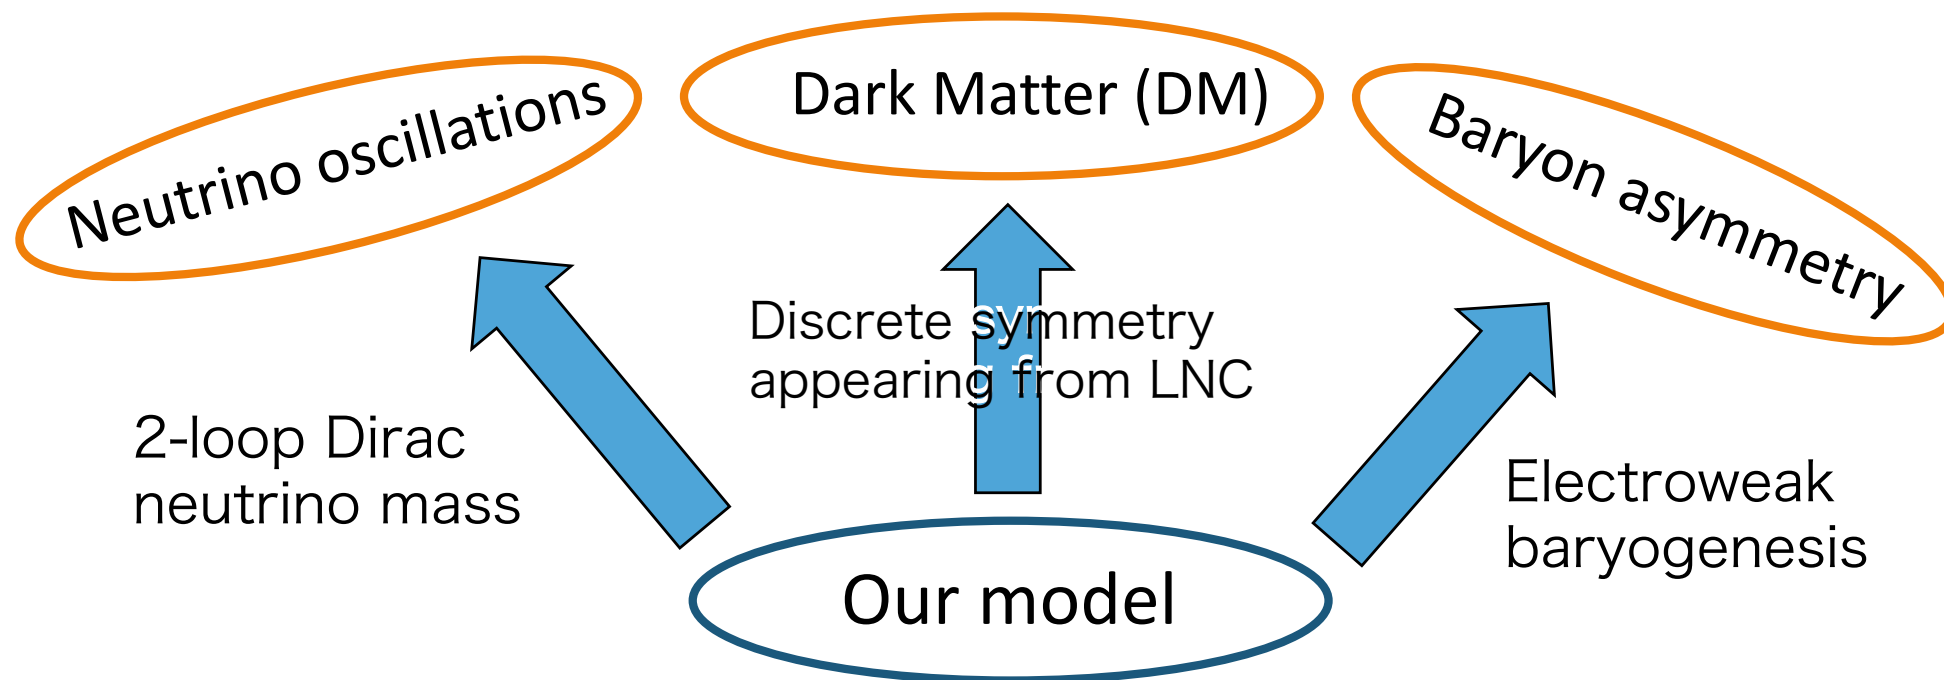 Neutrino oscillations
Dark Matter (DM)
Baryon asymmetry
Discrete symmetry
appearing from LNC
2-loop Dirac
neutrino mass
Electroweak
baryogenesis
Our model